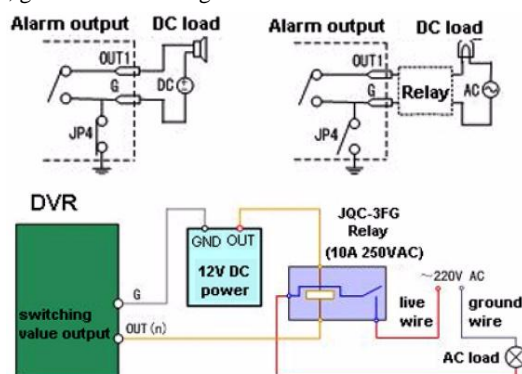 Alarm output DC load
OUT1
G
DC
JP4
Alarm output DC load
OUT1
G
Relay
AC
JP4
DVR
switching
value output
G
OUT (n)
GND OUT
12V DC
power
JQC-3FG
Relay
(10A 250VAC)
~220V AC
live
wire
ground
wire
AC load